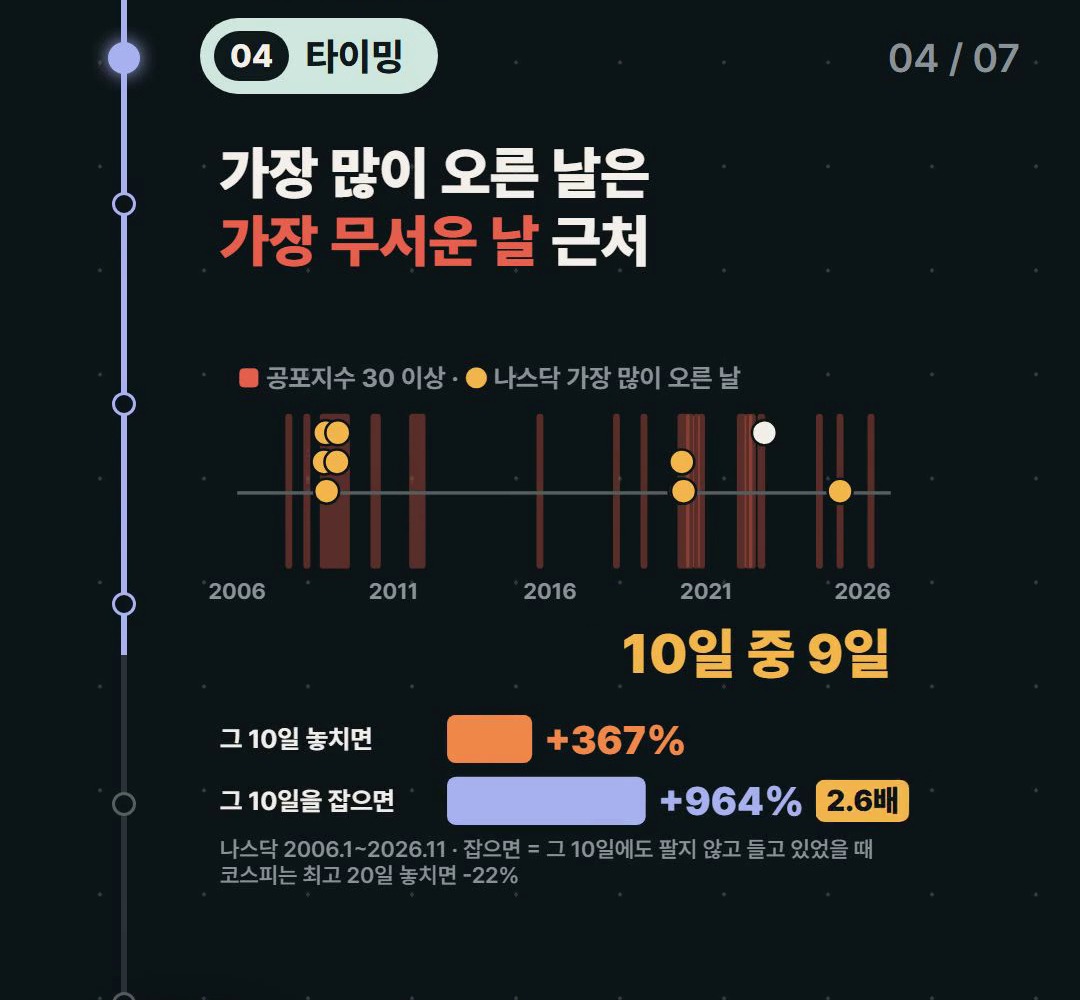 04 타이밍
04 / 07
가장 많이 오른 날은
가장 무서운 날 근처
공포지수 30 이상 · 나스닥 가장 많이 오른 날
2006 2011 2016 2021 2026
10일 중 9일
그 10일 놓치면 +367%
그 10일을 잡으면 +964% 2.6배
나스닥 2006.1~2026.11 · 잡으면 = 그 10일에도 팔지 않고 들고 있었을 때
코스피는 최고 20일 놓치면 -22%